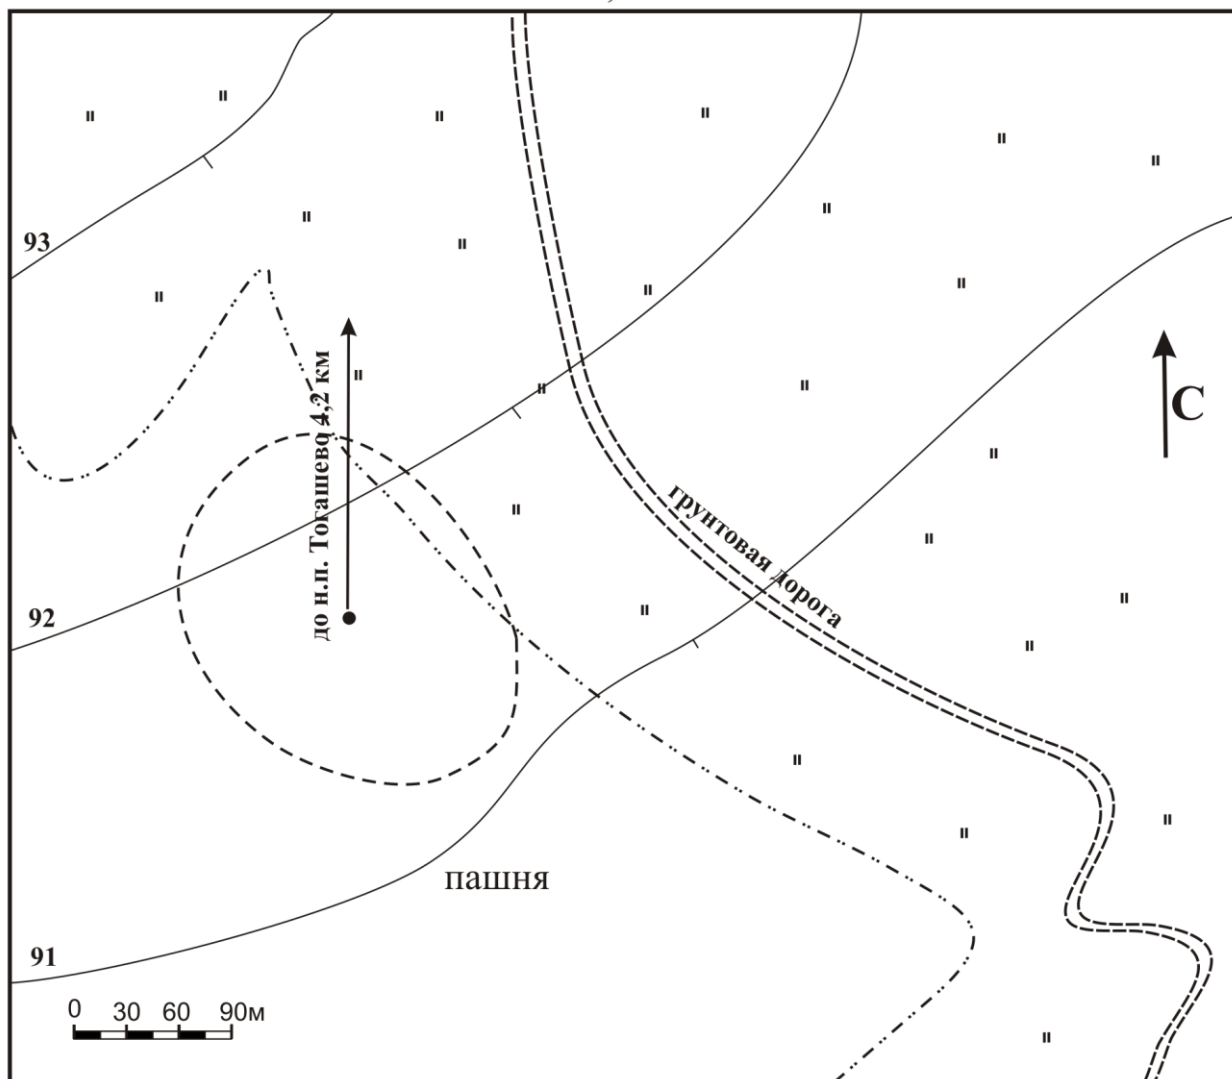 93
до н.п. Тогашево 4,2 км
С
грунтовая дорога
92
пашня
91
0 30 60 90м